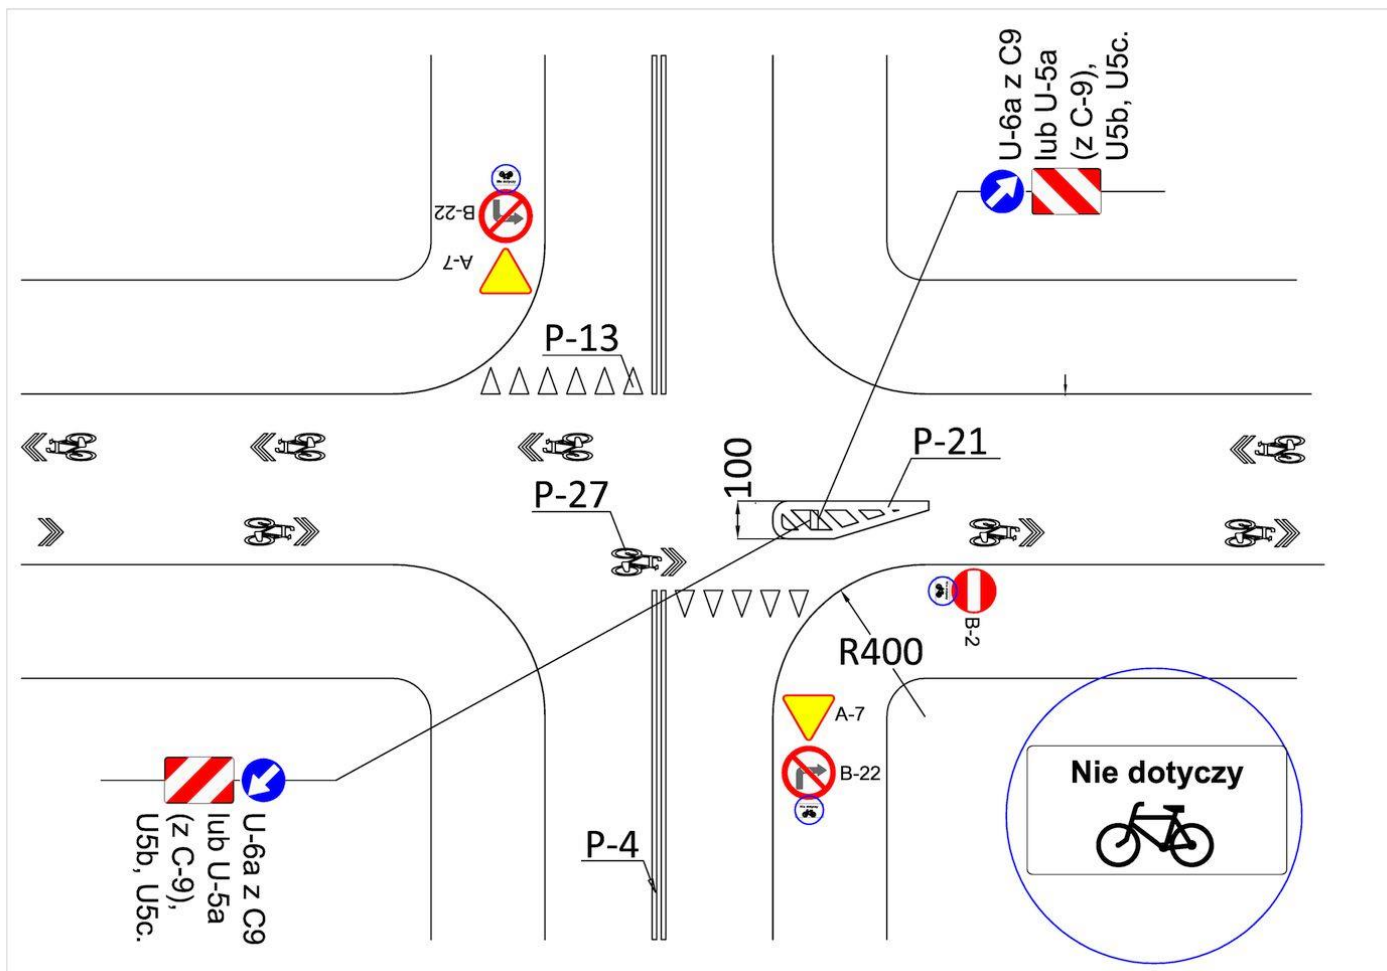 U-6a z C9
lub U-5a
(z C-9),
U5b, U5c.
B-22
A-7
P-13
P-21
100
P-27
B-2
R400
A-7
B-22
Nie dotyczy
P-4
U-6a z C9
lub U-5a
(z C-9),
U5b, U5c.